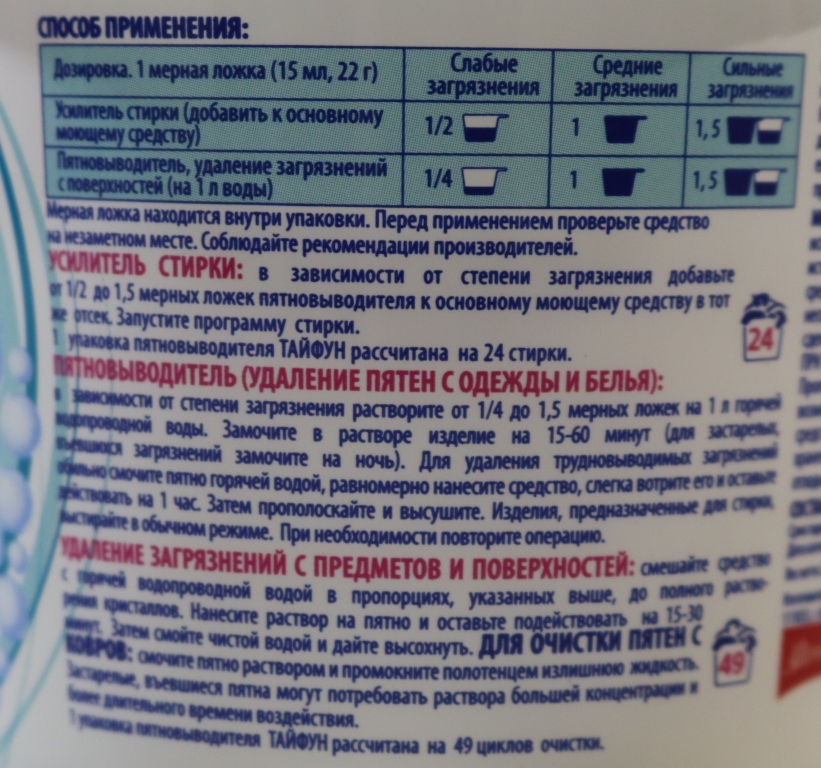 СПОСОБ ПРИМЕНЕНИЯ:
Дозировка. 1 мерная ложка (15 мл, 22 г) Слабые загрязнения Средние загрязнения Сильные загрязнения
Усилитель стирки (добавить к основному моющему средству) 1/2 1 1,5
Пятновыводитель, удаление загрязнений с поверхностей (на 1 л воды) 1/4 1 1,5
Мерная ложка находится внутри упаковки. Перед применением проверьте средство
на незаметном месте. Соблюдайте рекомендации производителей.
УСИЛИТЕЛЬ СТИРКИ: в зависимости от степени загрязнения добавьте
от 1/2 до 1,5 мерных ложек пятновыводителя к основному моющему средству в тот
же отсек. Запустите программу стирки.
1 упаковка пятновыводителя ТАЙФУН рассчитана на 24 стирки.
24
ПЯТНОВЫВОДИТЕЛЬ (УДАЛЕНИЕ ПЯТЕН С ОДЕЖДЫ И БЕЛЬЯ):
в зависимости от степени загрязнения растворите от 1/4 до 1,5 мерных ложек на 1 л горячей
водопроводной воды. Замочите в растворе изделие на 15-60 минут (для застарелых,
въевшихся загрязнений замочите на ночь). Для удаления трудновыводимых загрязнений
обильно смочите пятно горячей водой, равномерно нанесите средство, слегка вотрите его и оставьте
действовать на 1 час. Затем прополоскайте и высушите. Изделия, предназначенные для стирки,
выстирайте в обычном режиме. При необходимости повторите операцию.
УДАЛЕНИЕ ЗАГРЯЗНЕНИЙ С ПРЕДМЕТОВ И ПОВЕРХНОСТЕЙ: смешайте средство
с горячей водопроводной водой в пропорциях, указанных выше, до полного раство-
рения кристаллов. Нанесите раствор на пятно и оставьте подействовать на 15-30
минут. Затем смойте чистой водой и дайте высохнуть. ДЛЯ ОЧИСТКИ ПЯТЕН С
КОВРОВ: смочите пятно раствором и промокните полотенцем излишнюю жидкость.
49
Застарелые, въевшиеся пятна могут потребовать раствора большей концентрации и
более длительного времени воздействия.
1 упаковка пятновыводителя ТАЙФУН рассчитана на 49 циклов очистки.